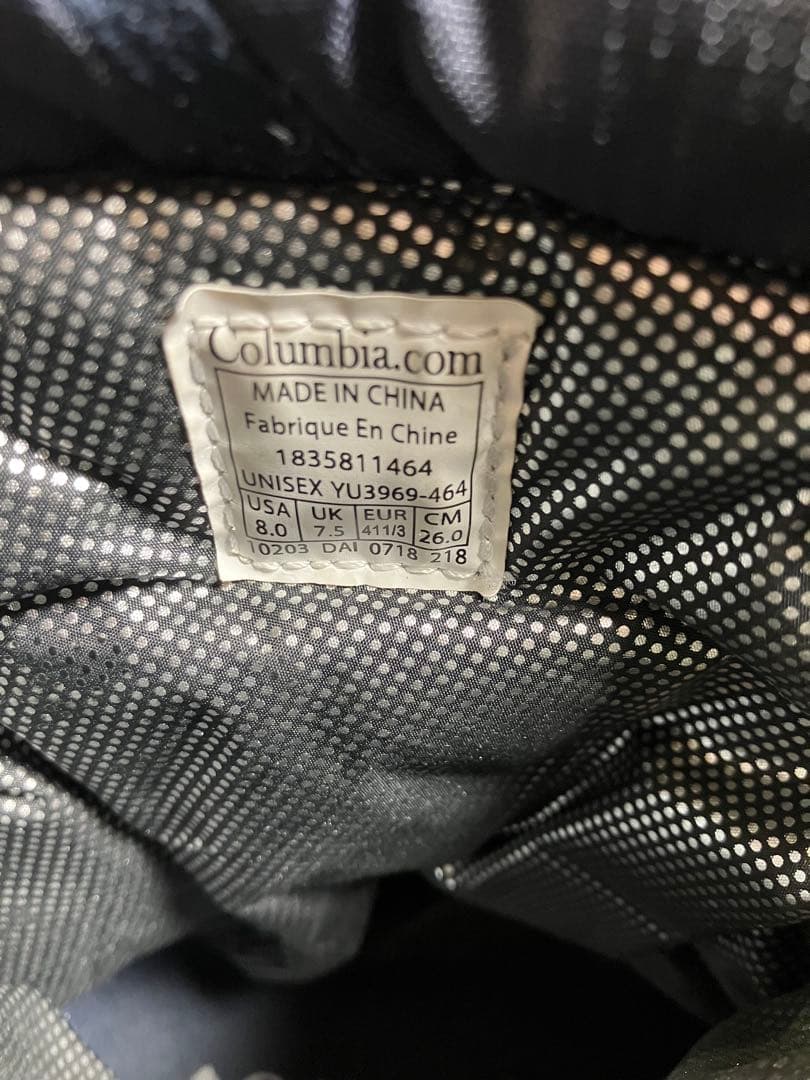 Columbia.com
MADE IN CHINA
Fabrique En Chine
1835811464
UNISEX YU3969-464
USA UK EUR CM
8.0 7.5 411/3 26.0
10203 DAI 0718 218